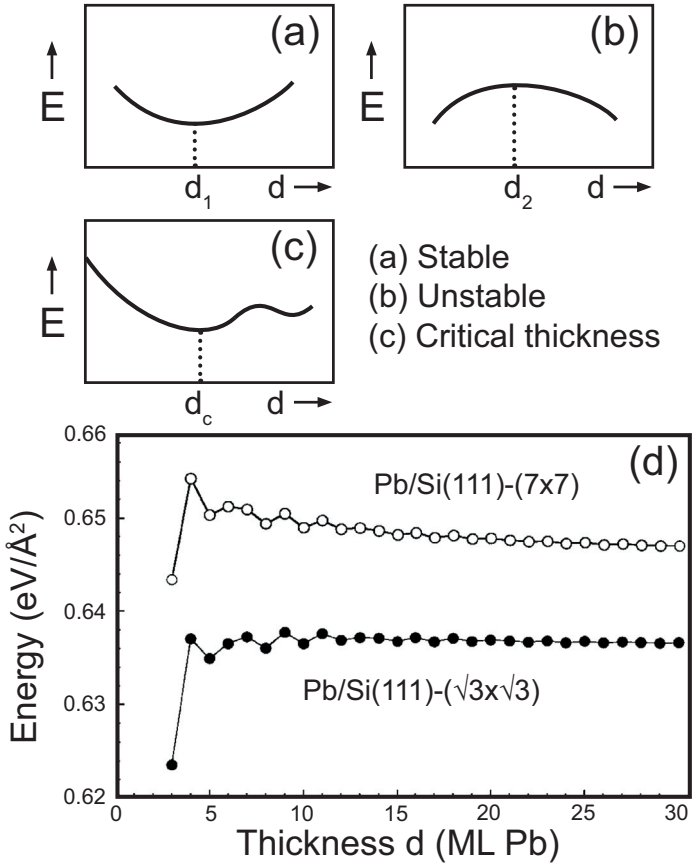 (a)
E
d1
d
(b)
E
d2
d
(c)
E
dc
d
(a) Stable
(b) Unstable
(c) Critical thickness
(d)
0.66
0.65
0.64
0.63
0.62
Energy (eV/Å²)
Pb/Si(111)-(7x7)
Pb/Si(111)-(√3x√3)
0 5 10 15 20 25 30
Thickness d (ML Pb)